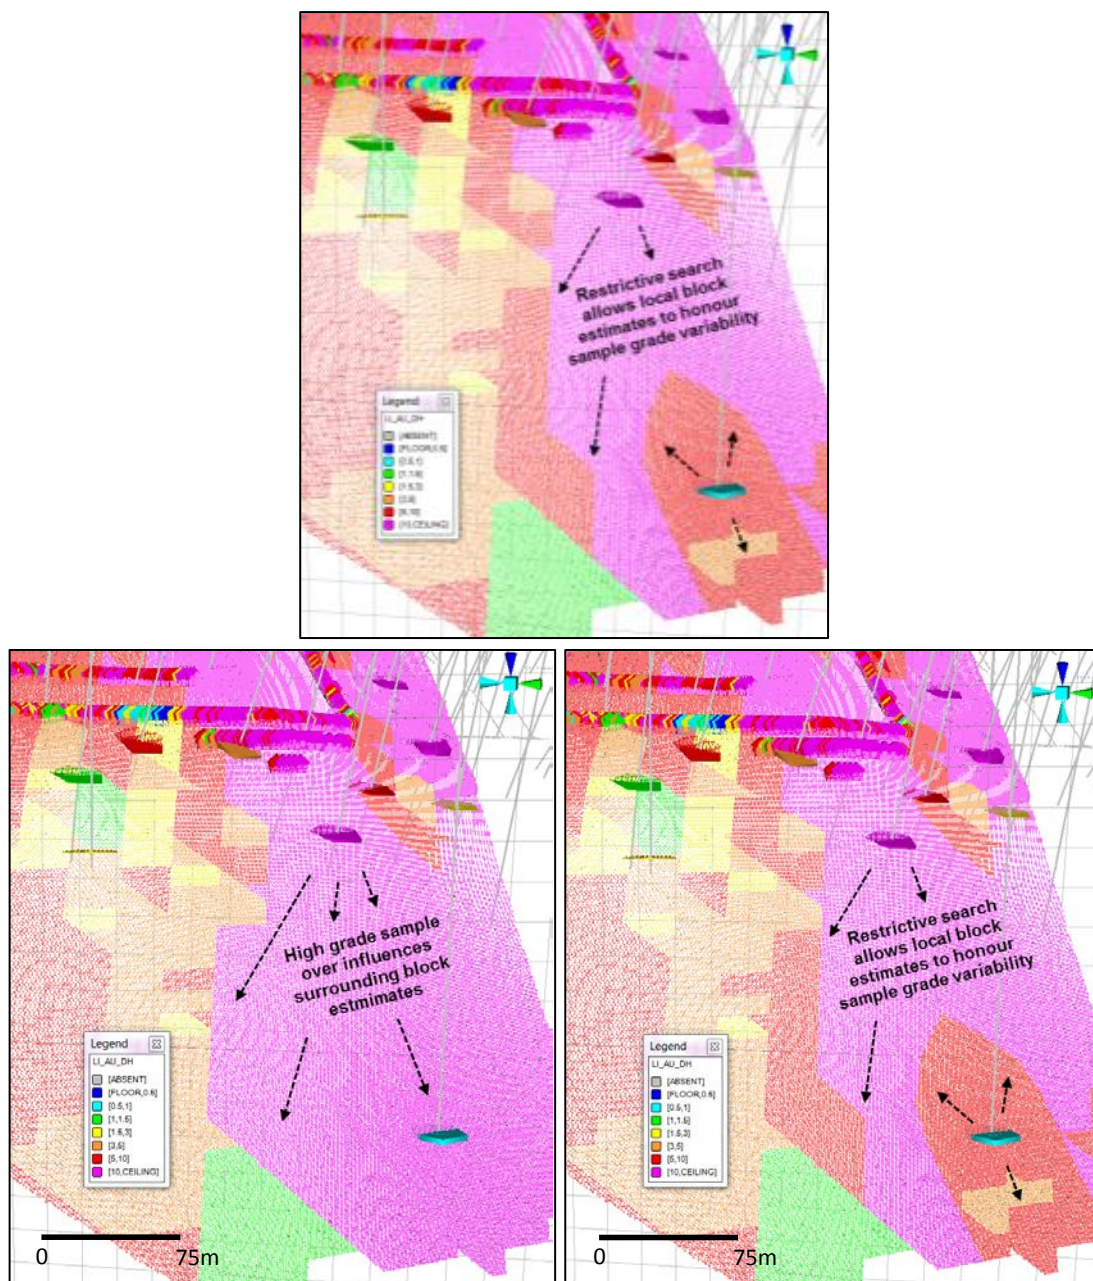 Restrictive search
allows local block
estimates to honour
sample grade variability
Legend
LI_AU_DH
[ABSENT]
[FLOOR,0.5]
[0.5,1]
[1,1.5]
[1.5,3]
[3,5]
[5,10]
[10,CEILING]
High grade sample
over influences
surrounding block
estmimates
Legend
LI_AU_DH
[ABSENT]
[FLOOR,0.5]
[0.5,1]
[1,1.5]
[1.5,3]
[3,5]
[5,10]
[10,CEILING]
0 75m
Restrictive search
allows local block
estimates to honour
sample grade variability
Legend
LI_AU_DH
[ABSENT]
[FLOOR,0.5]
[0.5,1]
[1,1.5]
[1.5,3]
[3,5]
[5,10]
[10,CEILING]
0 75m